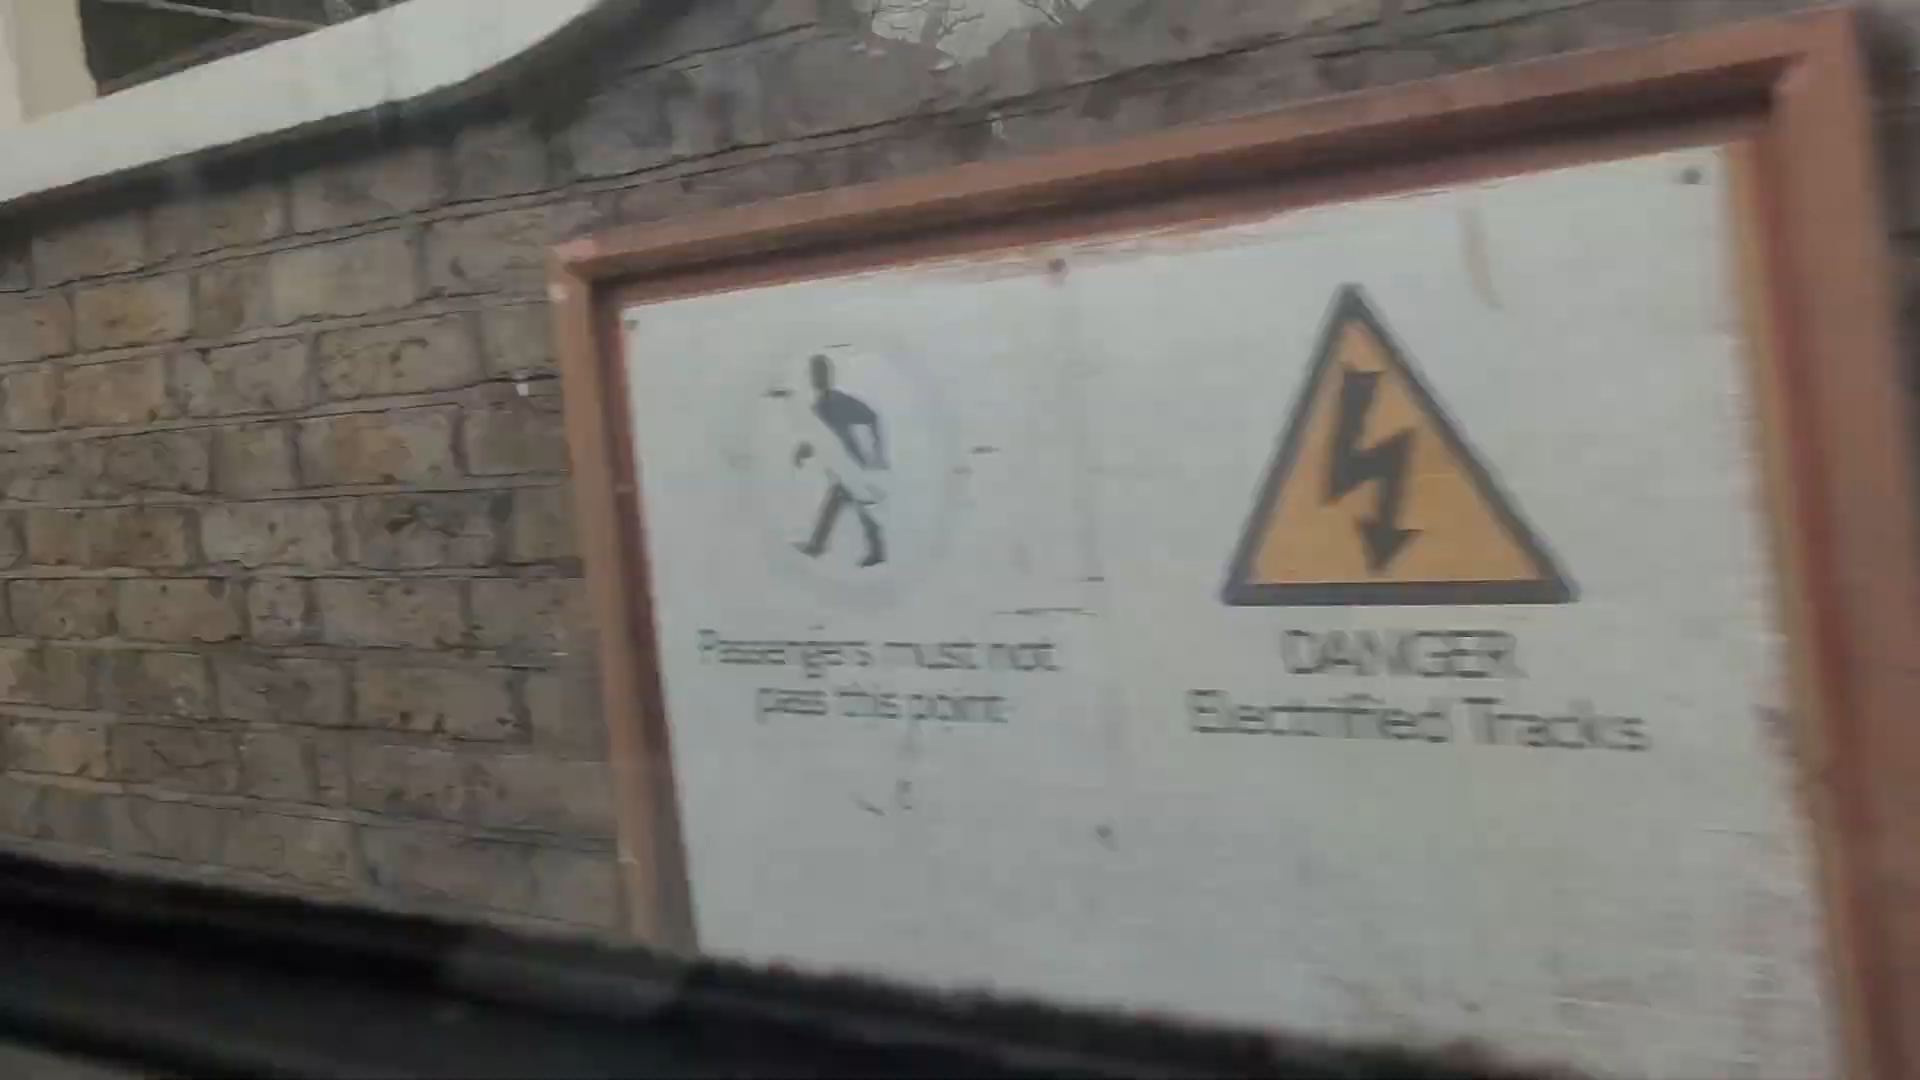 Passengers must not
pass this point
DANGER
Electrified Tracks